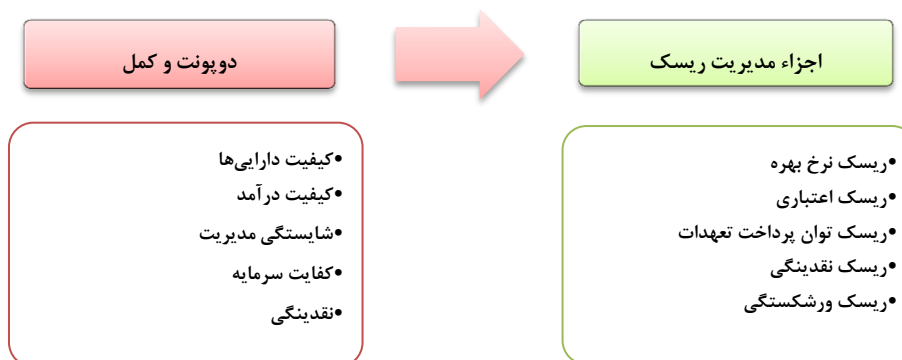 اجزاء مدیریت ریسک
•ریسک نرخ بهره
•ریسک اعتباری
•ریسک توان پرداخت تعهدات
•ریسک نقدینگی
•ریسک ورشکستگی
دوپونت و کمل
•کیفیت دارایی‌ها
•کیفیت درآمد
•شایستگی مدیریت
•کفایت سرمایه
•نقدینگی